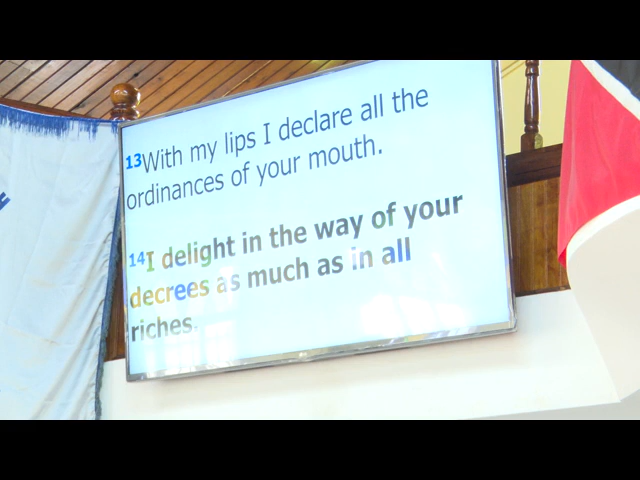 13With my lips I declare all the
ordinances of your mouth.
14I delight in the way of your
decrees as much as in all
riches.